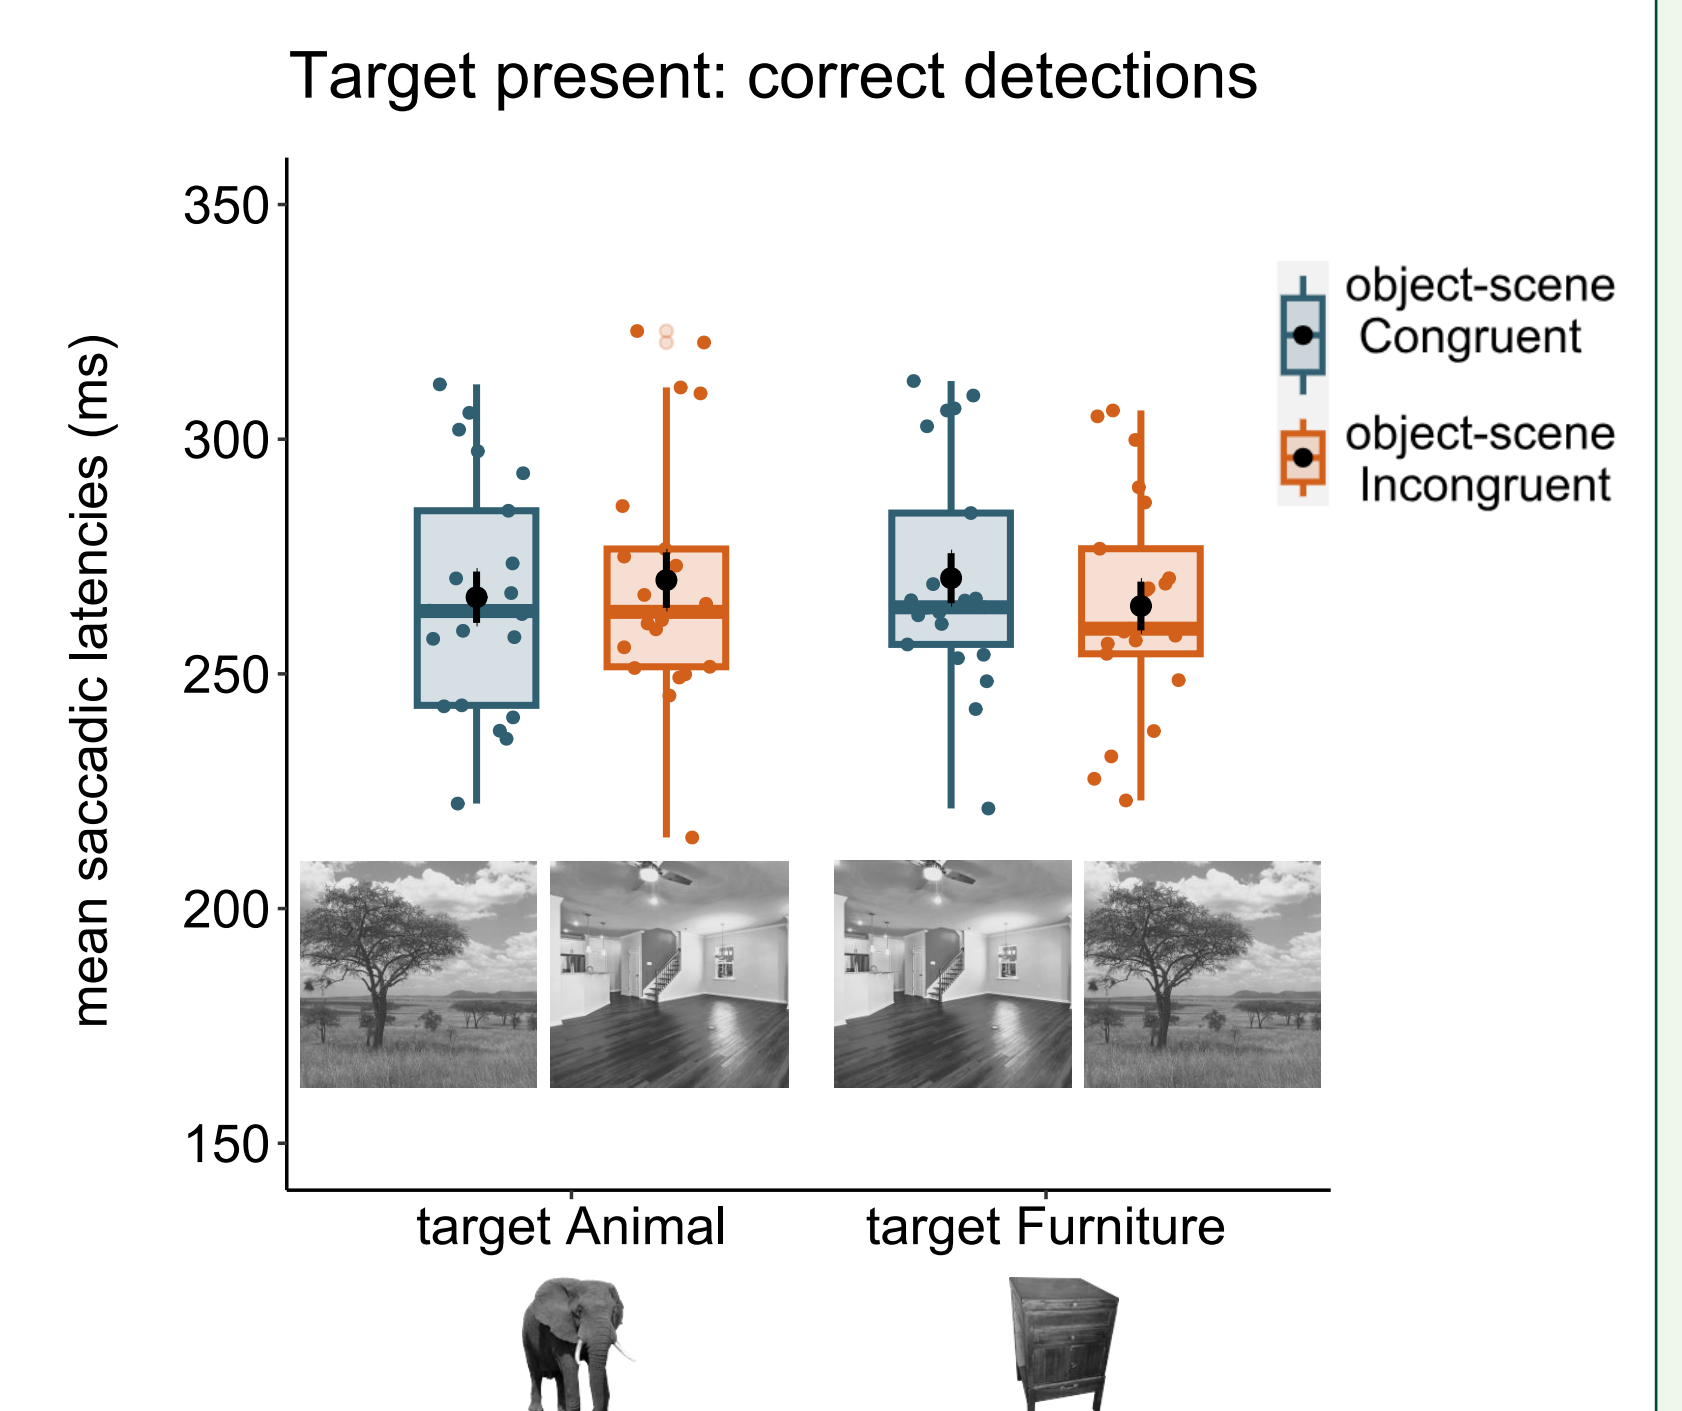 Target present: correct detections
mean saccadic latencies (ms)
350
300
250
200
150
object-scene
Congruent
object-scene
Incongruent
target Animal
target Furniture